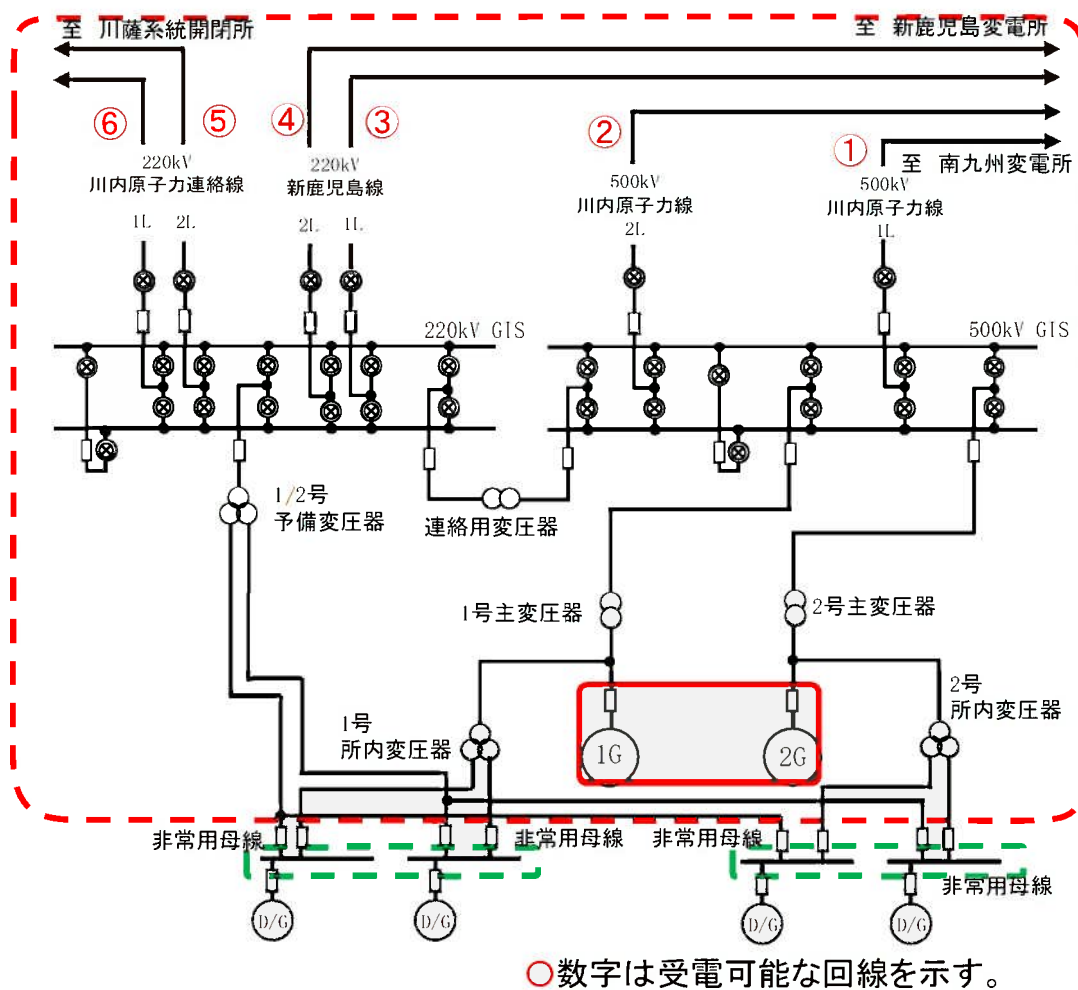 至 川薩系統開閉所
至 新鹿児島変電所
⑥
⑤
④
③
②
①
至 南九州変電所
220kV
川内原子力連絡線
1L
2L
220kV
新鹿児島線
2L
1L
500kV
川内原子力線
2L
500kV
川内原子力線
1L
220kV GIS
500kV GIS
1/2号
予備変圧器
連絡用変圧器
1号主変圧器
2号主変圧器
1号
所内変圧器
2号
所内変圧器
1G
2G
非常用母線
非常用母線
非常用母線
非常用母線
D/G
D/G
D/G
D/G
○数字は受電可能な回線を示す。